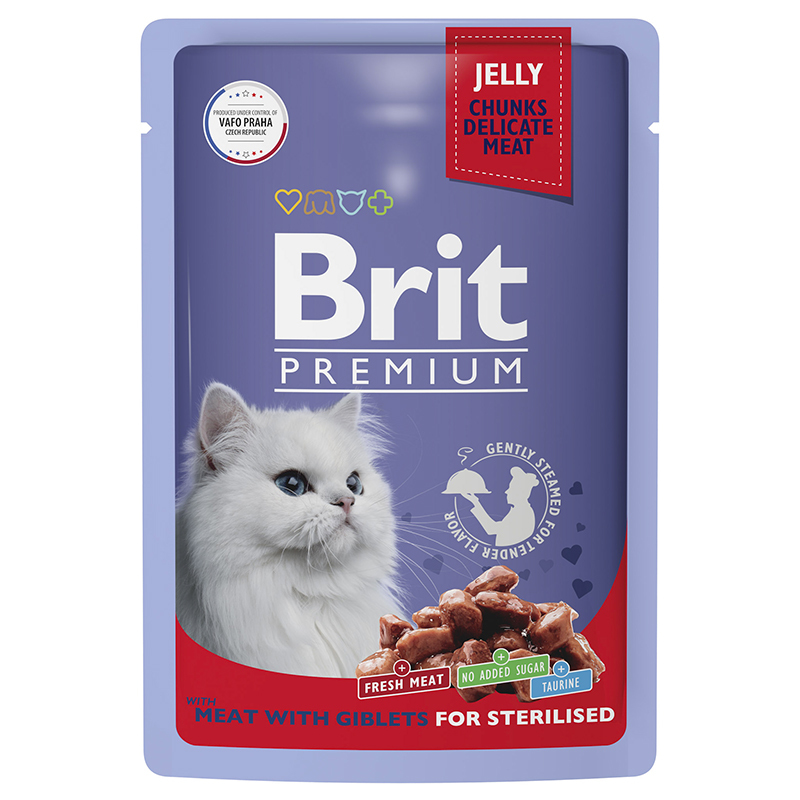 JELLY
CHUNKS
DELICATE
MEAT
PRODUCED UNDER CONTROL OF
VAFO PRAHA
CZECH REPUBLIC
Brit
PREMIUM
GENTLY STEAMED FOR TENDER FLAVOR
FRESH MEAT
NO ADDED SUGAR
TAURINE
WITH
MEAT WITH GIBLETS FOR STERILISED